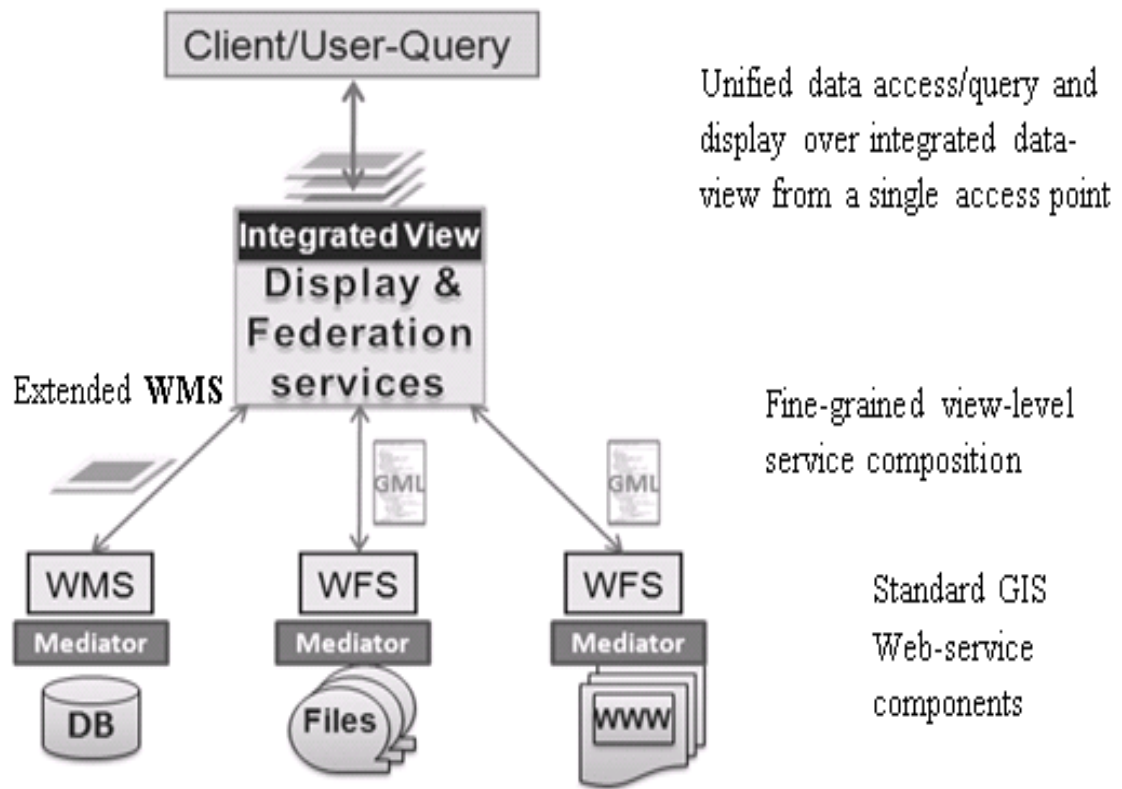 Client/User-Query
Unified data access/query and
display over integrated data-
view from a single access point
Integrated View
Display &
Federation
services
Extended WMS
Fine-grained view-level
service composition
GML
GML
WMS
WFS
WFS
Mediator
Mediator
Mediator
Standard GIS
Web-service
components
DB
Files
WWW